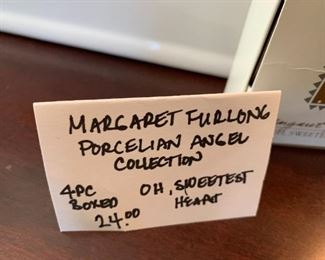 MARGARET FURLONG
PORCELIAN ANGEL
COLLECTION
4PC OH, SWEETEST
BOXED HEART
24.00